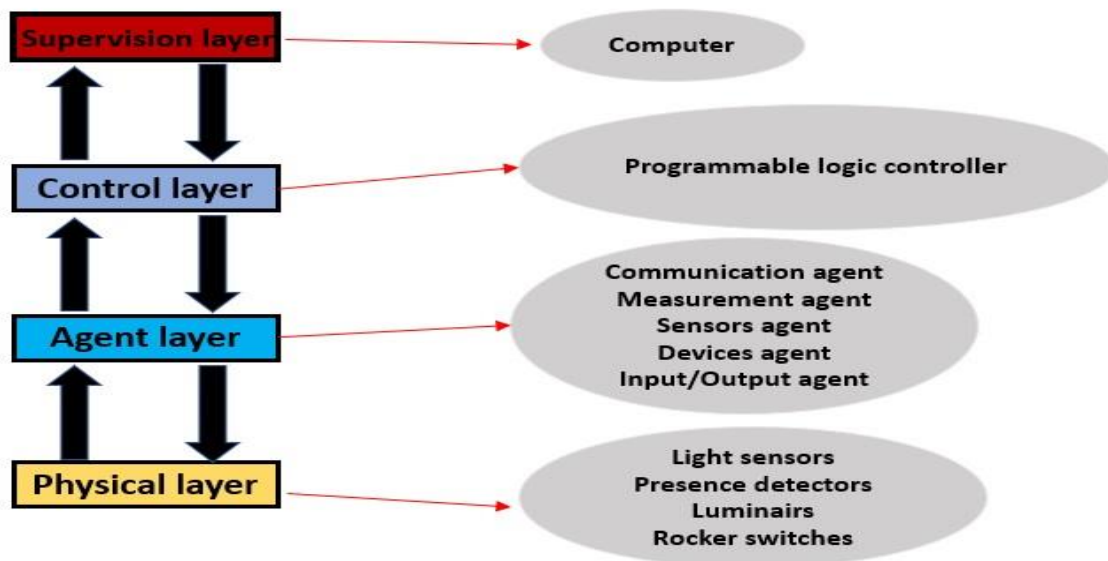 Supervision layer
Computer
Control layer
Programmable logic controller
Agent layer
Communication agent
Measurement agent
Sensors agent
Devices agent
Input/Output agent
Physical layer
Light sensors
Presence detectors
Luminairs
Rocker switches